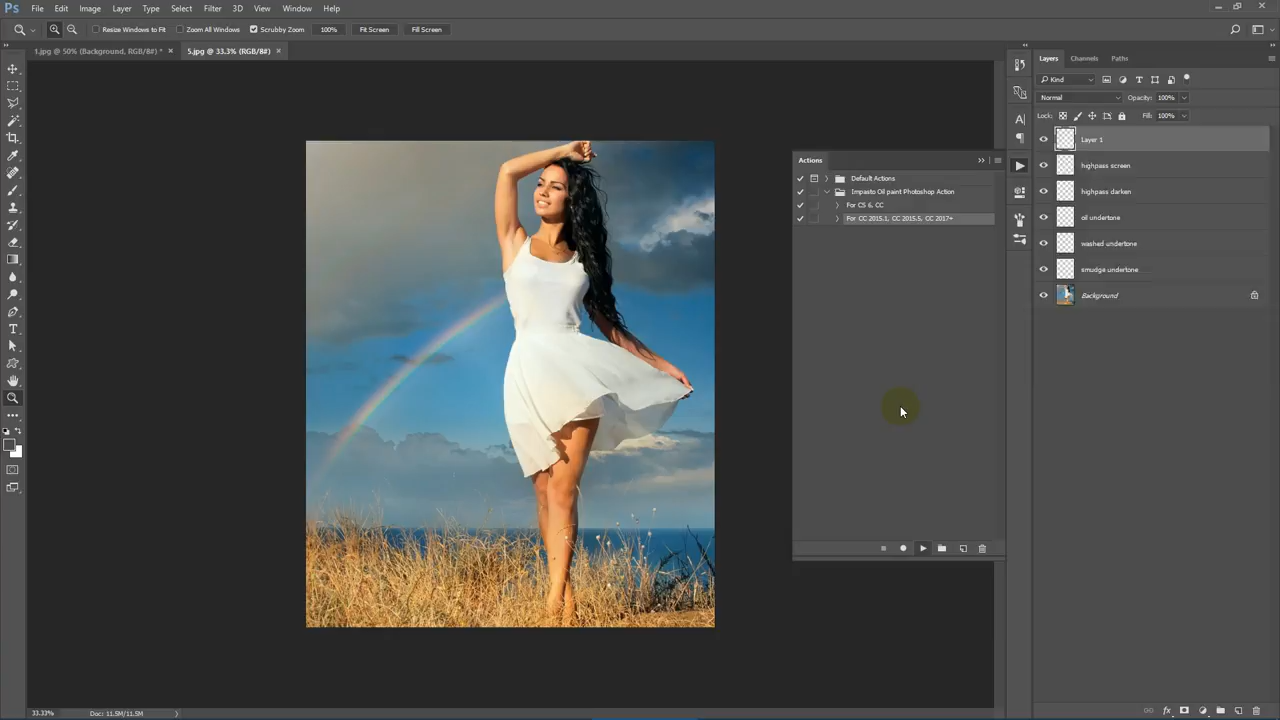 Ps File Edit Image Layer Type Select Filter 3D View Window Help
Resize Windows to Fit Zoom All Windows Scrubby Zoom 100% Fit Screen Fill Screen
1.jpg @ 50% (Background, RGB/8#) * × 5.jpg @ 33.3% (RGB/8#) ×
Layers Channels Paths
Kind
Normal Opacity: 100%
Lock: Fill: 100%
Layer 1
highpass screen
highpass darken
oil undertone
washed undertone
smudge undertone
Background
Actions
Default Actions
Impasto Oil paint Photoshop Action
For CS 6, CC
For CC 2015.1, CC 2015.5, CC 2017+
33.33% Doc: 11.5M/11.5M